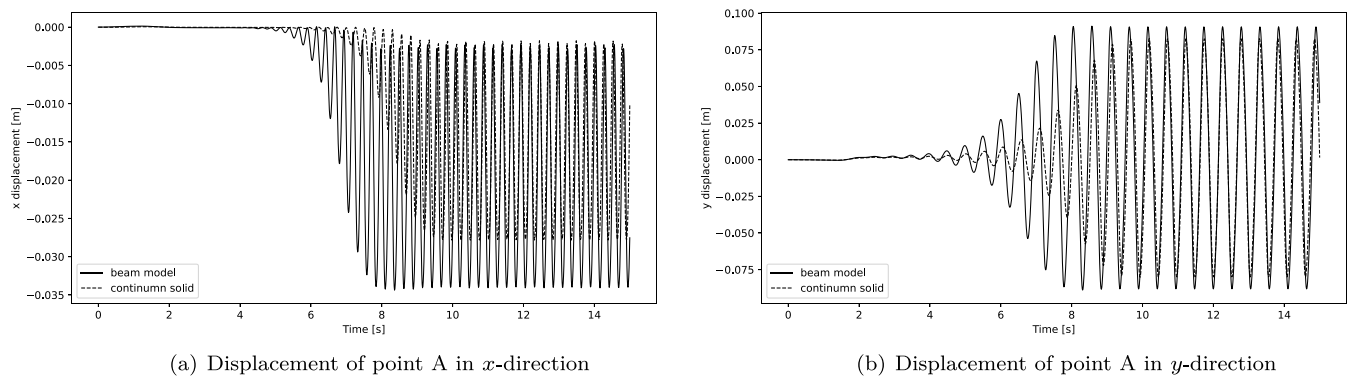 0.000
−0.005
−0.010
−0.015
−0.020
−0.025
−0.030
−0.035
x displacement [m]
beam model
continumn solid
0 2 4 6 8 10 12 14
Time [s]
(a) Displacement of point A in x-direction
0.100
0.075
0.050
0.025
0.000
−0.025
−0.050
−0.075
y displacement [m]
beam model
continumn solid
0 2 4 6 8 10 12 14
Time [s]
(b) Displacement of point A in y-direction